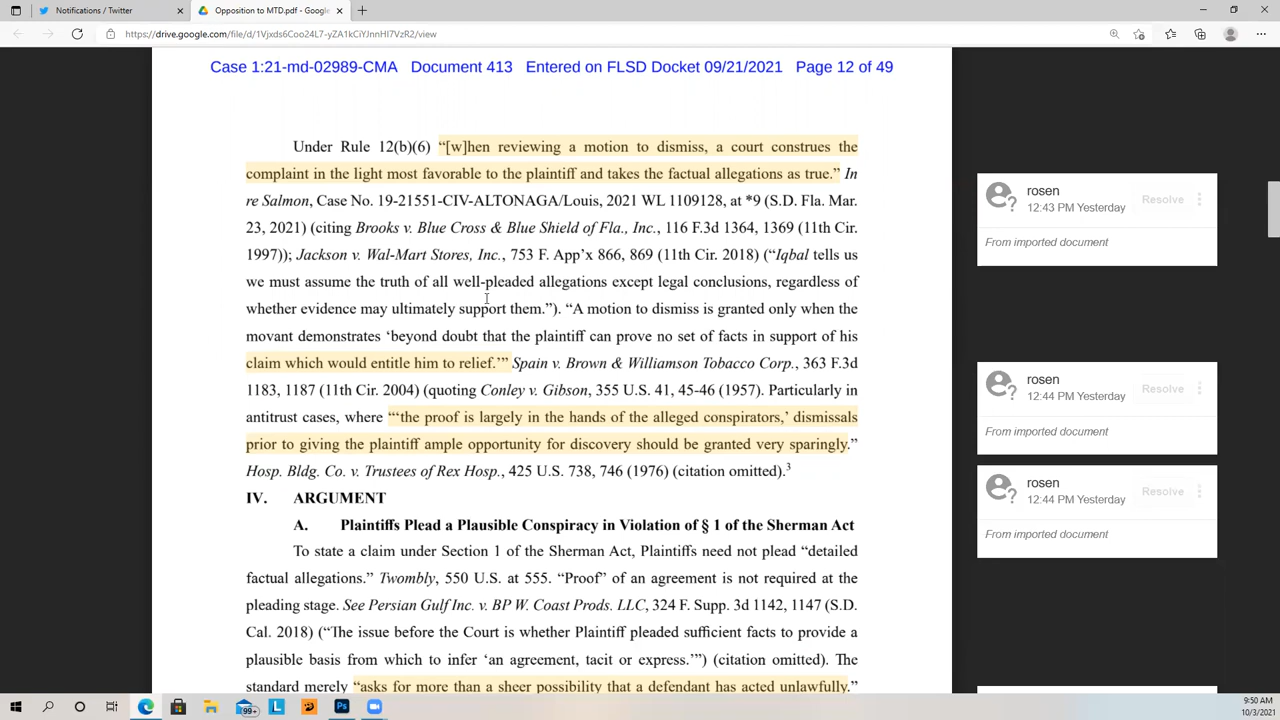 Notifications / Twitter
Opposition to MTD.pdf - Google
https://drive.google.com/file/d/1Vjxds6Coo24L7-yZA1kCiYJnnHl7VzR2/view
Case 1:21-md-02989-CMA Document 413 Entered on FLSD Docket 09/21/2021 Page 12 of 49
Under Rule 12(b)(6) “[w]hen reviewing a motion to dismiss, a court construes the
complaint in the light most favorable to the plaintiff and takes the factual allegations as true.” In
re Salmon, Case No. 19-21551-CIV-ALTONAGA/Louis, 2021 WL 1109128, at *9 (S.D. Fla. Mar.
23, 2021) (citing Brooks v. Blue Cross & Blue Shield of Fla., Inc., 116 F.3d 1364, 1369 (11th Cir.
1997)); Jackson v. Wal-Mart Stores, Inc., 753 F. App’x 866, 869 (11th Cir. 2018) (“Iqbal tells us
we must assume the truth of all well-pleaded allegations except legal conclusions, regardless of
whether evidence may ultimately support them.”). “A motion to dismiss is granted only when the
movant demonstrates ‘beyond doubt that the plaintiff can prove no set of facts in support of his
claim which would entitle him to relief.’” Spain v. Brown & Williamson Tobacco Corp., 363 F.3d
1183, 1187 (11th Cir. 2004) (quoting Conley v. Gibson, 355 U.S. 41, 45-46 (1957). Particularly in
antitrust cases, where “‘the proof is largely in the hands of the alleged conspirators,’ dismissals
prior to giving the plaintiff ample opportunity for discovery should be granted very sparingly.”
Hosp. Bldg. Co. v. Trustees of Rex Hosp., 425 U.S. 738, 746 (1976) (citation omitted).3
IV. ARGUMENT
A. Plaintiffs Plead a Plausible Conspiracy in Violation of § 1 of the Sherman Act
To state a claim under Section 1 of the Sherman Act, Plaintiffs need not plead “detailed
factual allegations.” Twombly, 550 U.S. at 555. “Proof” of an agreement is not required at the
pleading stage. See Persian Gulf Inc. v. BP W. Coast Prods. LLC, 324 F. Supp. 3d 1142, 1147 (S.D.
Cal. 2018) (“The issue before the Court is whether Plaintiff pleaded sufficient facts to provide a
plausible basis from which to infer ‘an agreement, tacit or express.’”) (citation omitted). The
standard merely “asks for more than a sheer possibility that a defendant has acted unlawfully.”
rosen
12:43 PM Yesterday
Resolve
From imported document
rosen
12:44 PM Yesterday
Resolve
From imported document
rosen
12:44 PM Yesterday
Resolve
From imported document
99+
L
Ps
9:50 AM
10/3/2021